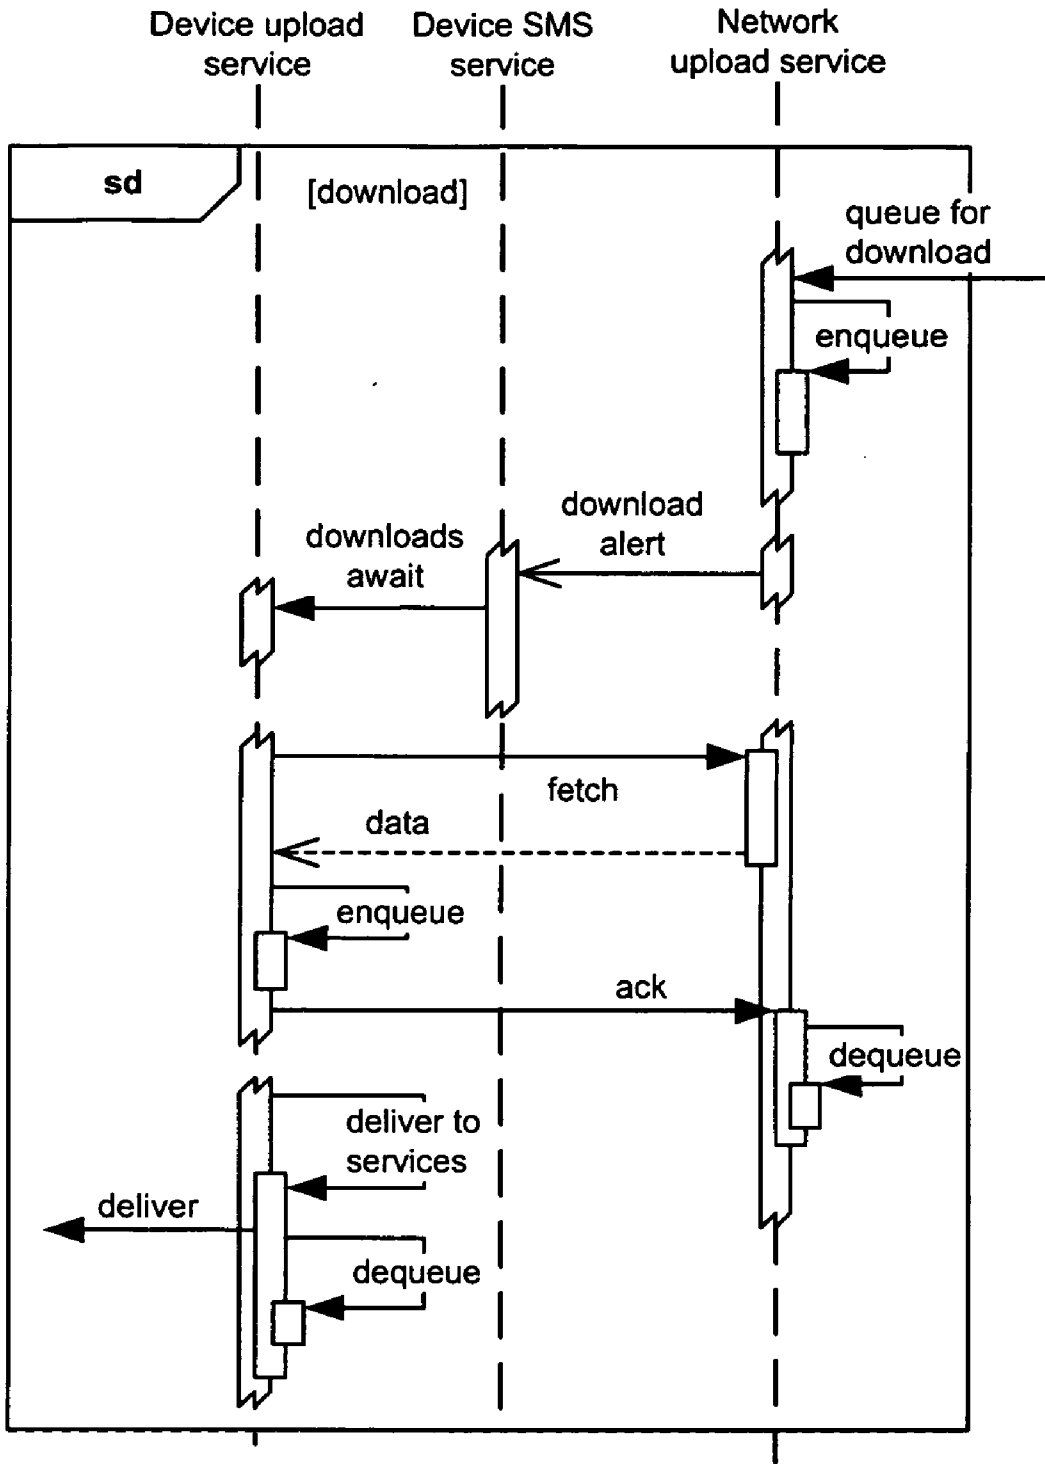 Device upload
service
Device SMS
service
Network
upload service
sd
[download]
queue for
download
enqueue
download
alert
downloads
await
fetch
data
enqueue
ack
dequeue
deliver to
services
deliver
dequeue